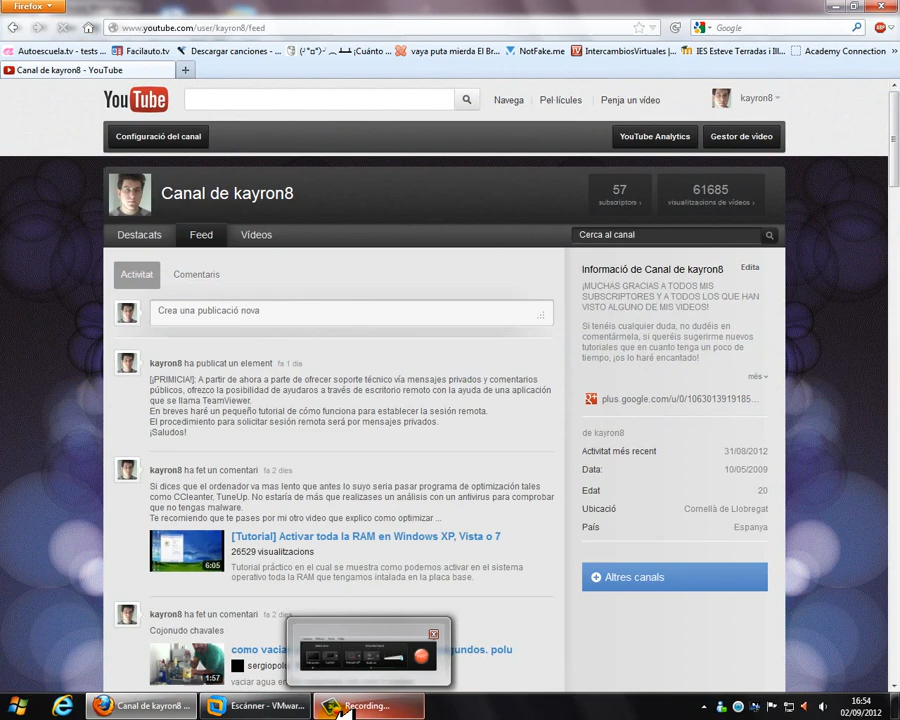 Firefox
www.youtube.com/user/kayron8/feed
Google
Autoescuela.tv - tests ...
Facilauto.tv
Descargar canciones - ...
¡Cuánto ...
vaya puta mierda El Br...
NotFake.me
IntercambiosVirtuales |...
IES Esteve Terradas i Ill...
Academy Connection
Canal de kayron8 - YouTube
YouTube
Navega
Pel·lícules
Penja un vídeo
kayron8
Configuració del canal
YouTube Analytics
Gestor de vídeo
Canal de kayron8
57
subscriptors ›
61685
visualitzacions de vídeos ›
Destacats
Feed
Vídeos
Cerca al canal
Activitat
Comentaris
Crea una publicació nova
kayron8 ha publicat un element fa 1 dia
[¡PRIMICIA!]: A partir de ahora a parte de ofrecer soporte técnico vía mensajes privados y comentarios
públicos, ofrezco la posibilidad de ayudaros a través de escritorio remoto con la ayuda de una aplicación
que se llama TeamViewer.
En breves haré un pequeño tutorial de cómo funciona para establecer la sesión remota.
El procedimiento para solicitar sesión remota será por mensajes privados.
¡Saludos!
kayron8 ha fet un comentari fa 2 dies
Si dices que el ordenador va mas lento que antes lo suyo seria pasar programa de optimización tales
como CCleanter, TuneUp. No estaría de más que realizases un análisis con un antivirus para comprobar
que no tengas malware.
Te recomiendo que te pases por mi otro video que explico como optimizar ...
[Tutorial] Activar toda la RAM en Windows XP, Vista o 7
26529 visualitzacions
Tutorial práctico en el cual se muestra como podemos activar en el sistema
operativo toda la RAM que tengamos intalada en la placa base.
6:05
kayron8 ha fet un comentari fa 2 dies
Cojonudo chavales
como vacia
egundos. polu
sergiopolu
vaciar agua en
1:57
Informació de Canal de kayron8
Edita
¡MUCHAS GRACIAS A TODOS MIS
SUBSCRIPTORES Y A TODOS LOS QUE HAN
VISTO ALGUNO DE MIS VIDEOS!
Si tenéis cualquier duda, no dudéis en
comentármela, si queréis sugerirme nuevos
tutoriales que en cuanto tenga un poco de
tiempo, ¡os lo haré encantado!
més
plus.google.com/u/0/1063013919185...
de kayron8
Activitat més recent 31/08/2012
Data: 10/05/2009
Edat 20
Ubicació Cornellà de Llobregat
País Espanya
Altres canals
Canal de kayron8 ...
Escánner - VMwar...
Recording...
16:54
02/09/2012